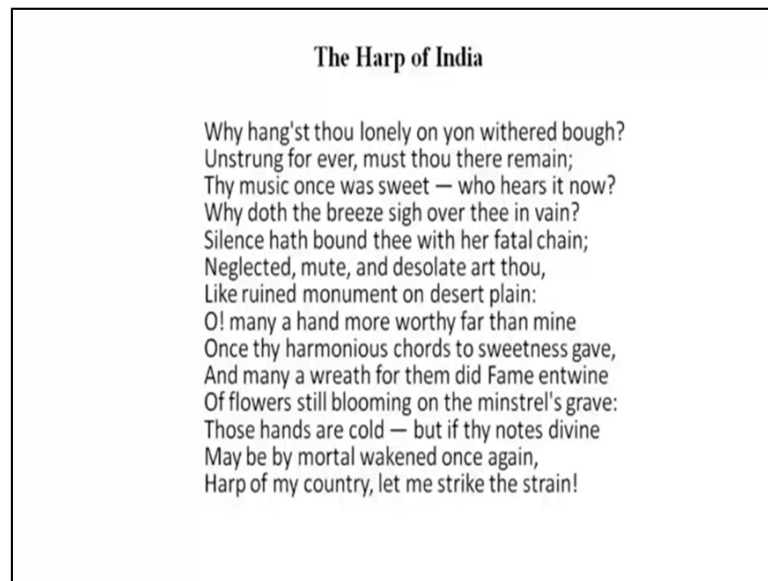 The Harp of India
Why hang'st thou lonely on yon withered bough?
Unstrung for ever, must thou there remain;
Thy music once was sweet — who hears it now?
Why doth the breeze sigh over thee in vain?
Silence hath bound thee with her fatal chain;
Neglected, mute, and desolate art thou,
Like ruined monument on desert plain:
O! many a hand more worthy far than mine
Once thy harmonious chords to sweetness gave,
And many a wreath for them did Fame entwine
Of flowers still blooming on the minstrel's grave:
Those hands are cold — but if thy notes divine
May be by mortal wakened once again,
Harp of my country, let me strike the strain!